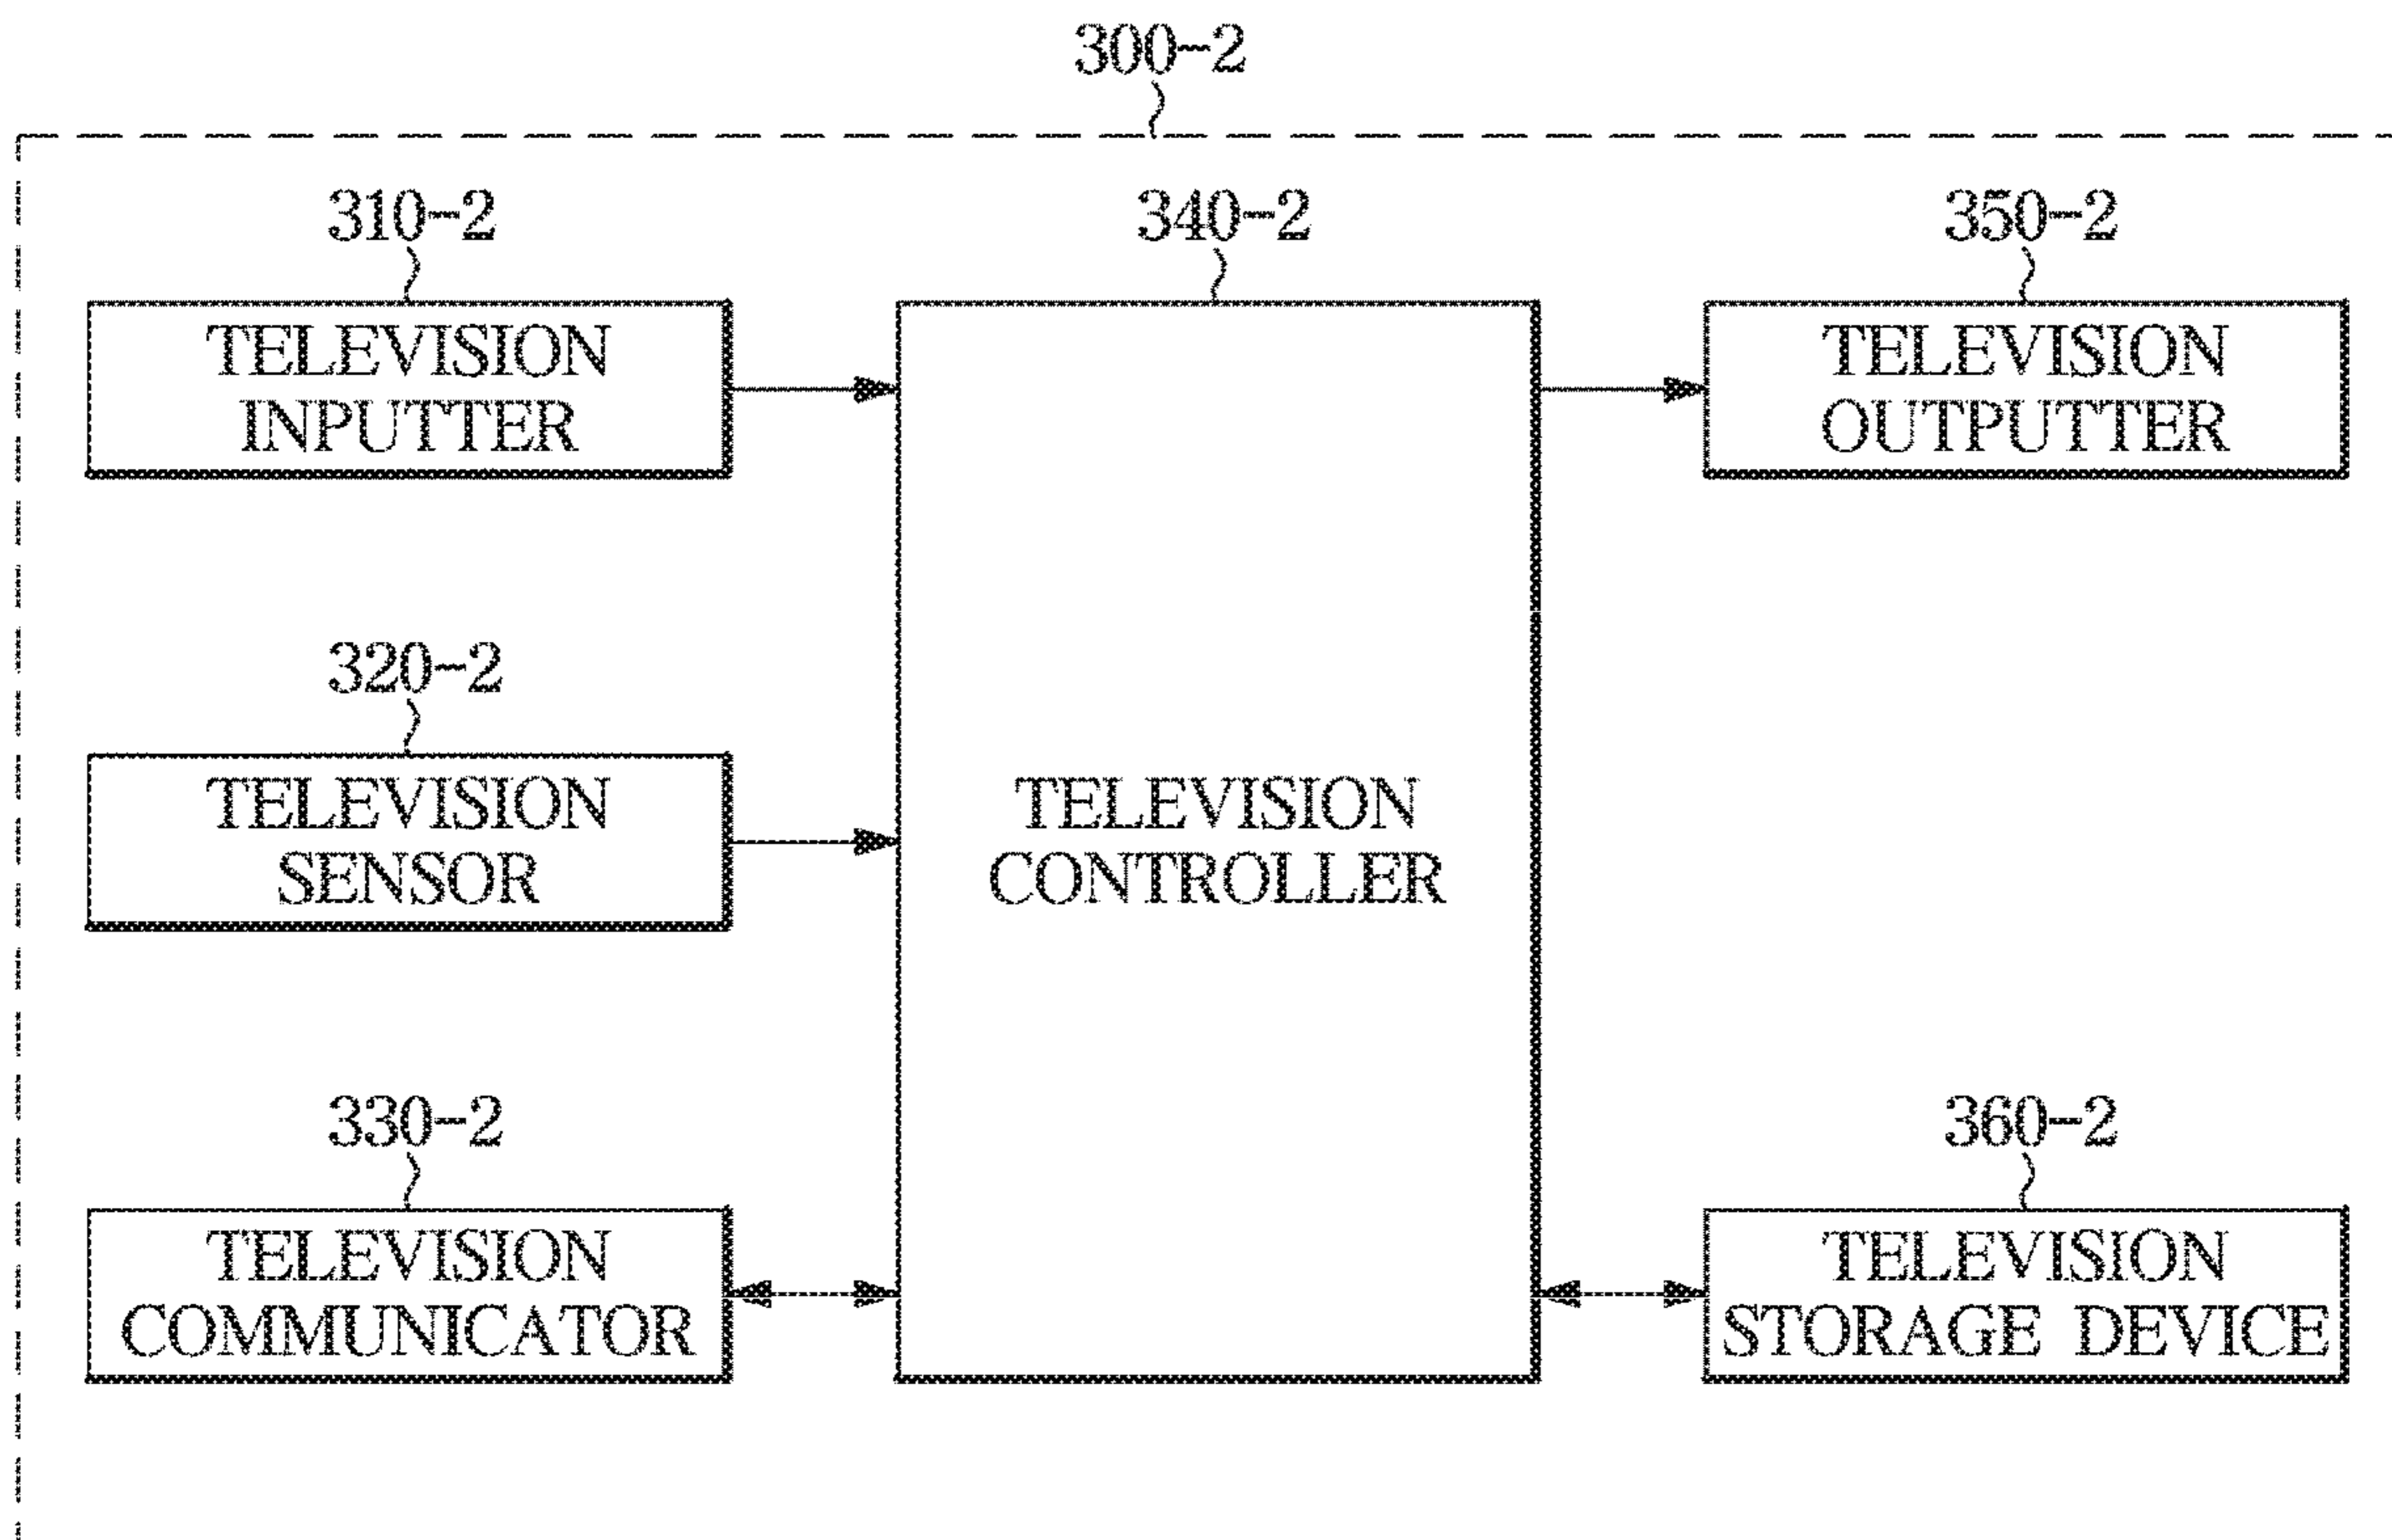 300-2
310-2
340-2
350-2
TELEVISION
INPUTTER
TELEVISION
OUTPUTTER
320-2
TELEVISION
SENSOR
TELEVISION
CONTROLLER
330-2
360-2
TELEVISION
COMMUNICATOR
TELEVISION
STORAGE DEVICE